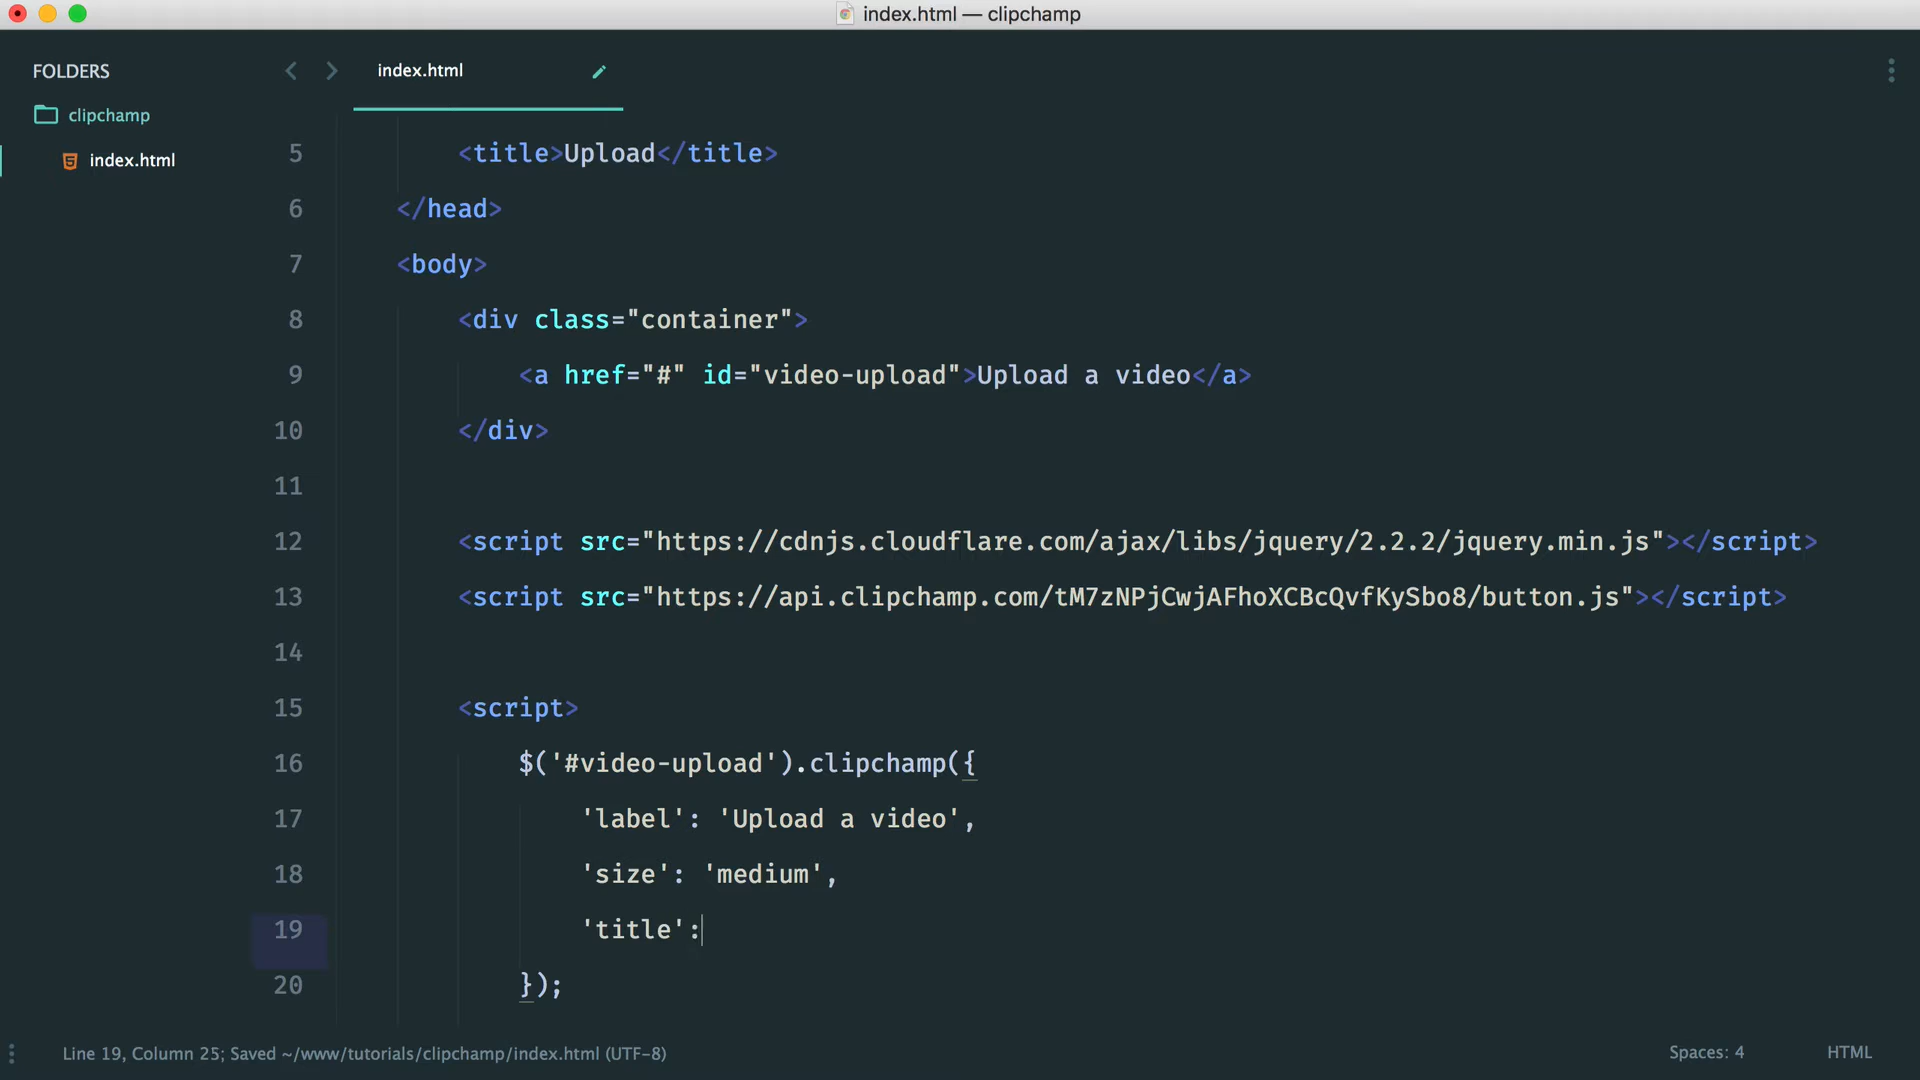 index.html — clipchamp
FOLDERS
clipchamp
index.html
index.html
5 <title>Upload</title>
6 </head>
7 <body>
8 <div class="container">
9 <a href="#" id="video-upload">Upload a video</a>
10 </div>
11
12 <script src="https://cdnjs.cloudflare.com/ajax/libs/jquery/2.2.2/jquery.min.js"></script>
13 <script src="https://api.clipchamp.com/tM7zNPjCwjAFhoXCBcQvfKySbo8/button.js"></script>
14
15 <script>
16 $('#video-upload').clipchamp({
17 'label': 'Upload a video',
18 'size': 'medium',
19 'title':
20 });
Line 19, Column 25; Saved ~/www/tutorials/clipchamp/index.html (UTF-8)
Spaces: 4
HTML